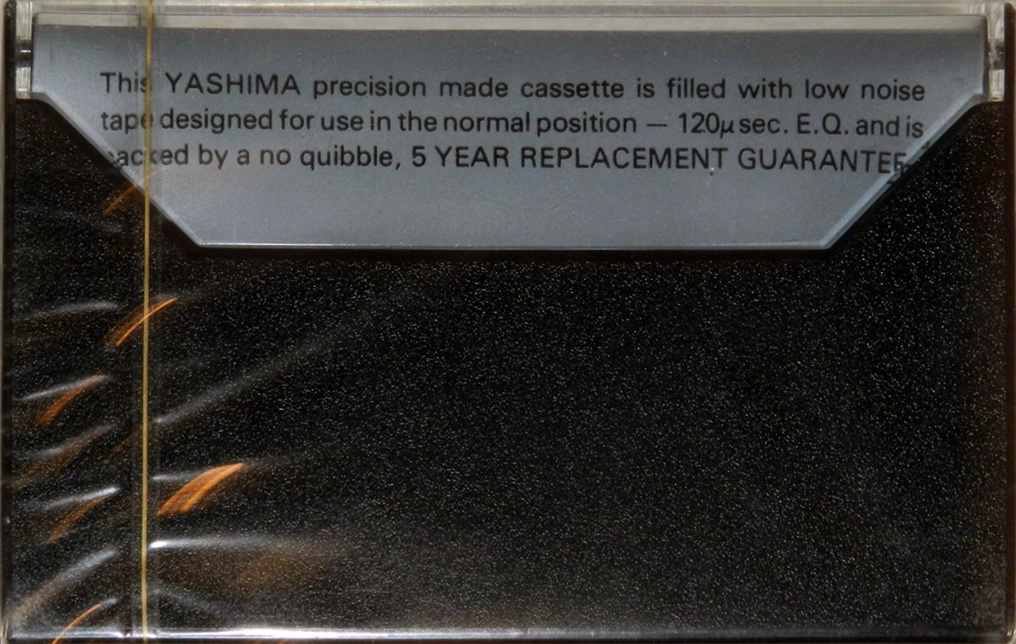 This YASHIMA precision made cassette is filled with low noise
tape designed for use in the normal position — 120μsec. E.Q. and is
backed by a no quibble, 5 YEAR REPLACEMENT GUARANTEE